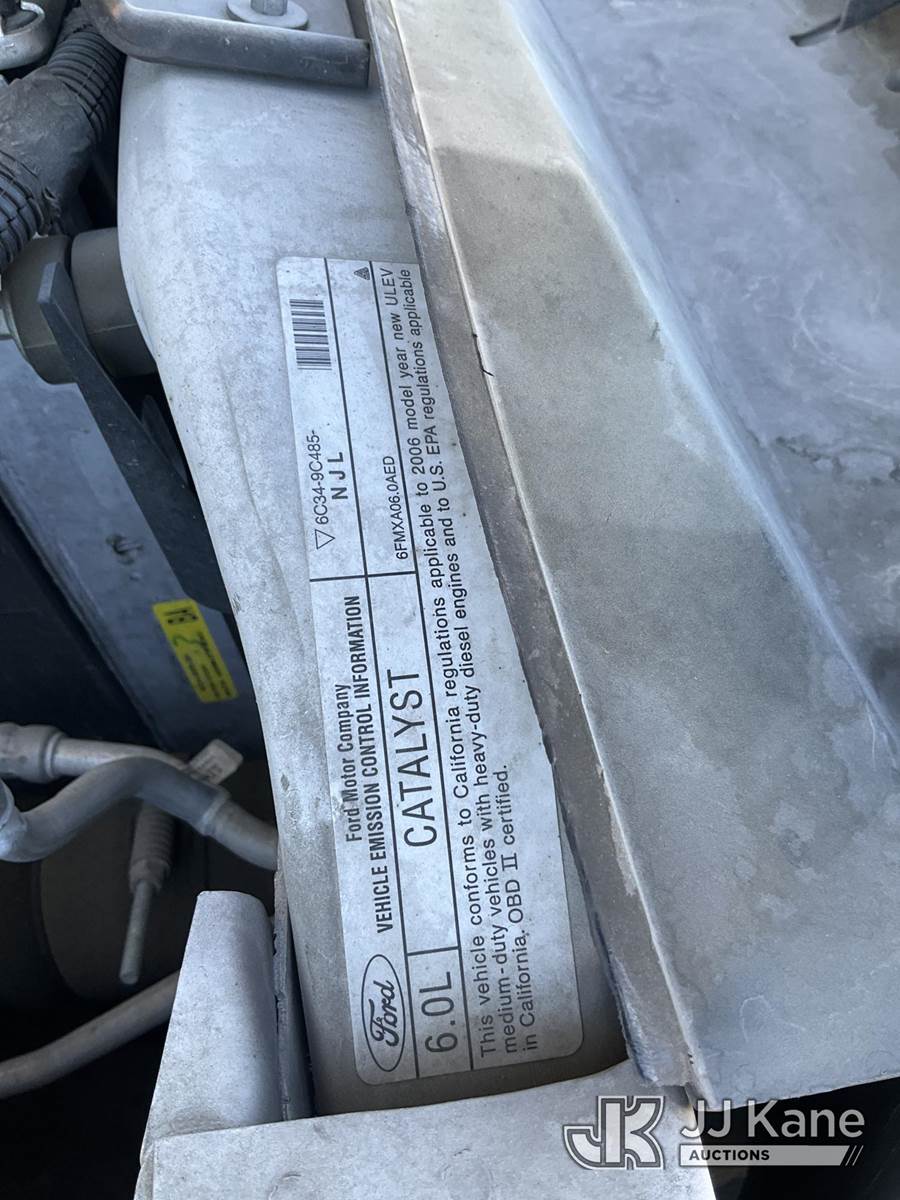 Ford Motor Company
VEHICLE EMISSION CONTROL INFORMATION
▽6C34-9C485-
NJL
Ford
6.0L
CATALYST
6FMXA06.0AED
This vehicle conforms to California regulations applicable to 2006 model year new ULEV
medium-duty vehicles with heavy-duty diesel engines and to U.S. EPA regulations applicable
in California, OBD II certified.
JK JJ Kane
AUCTIONS